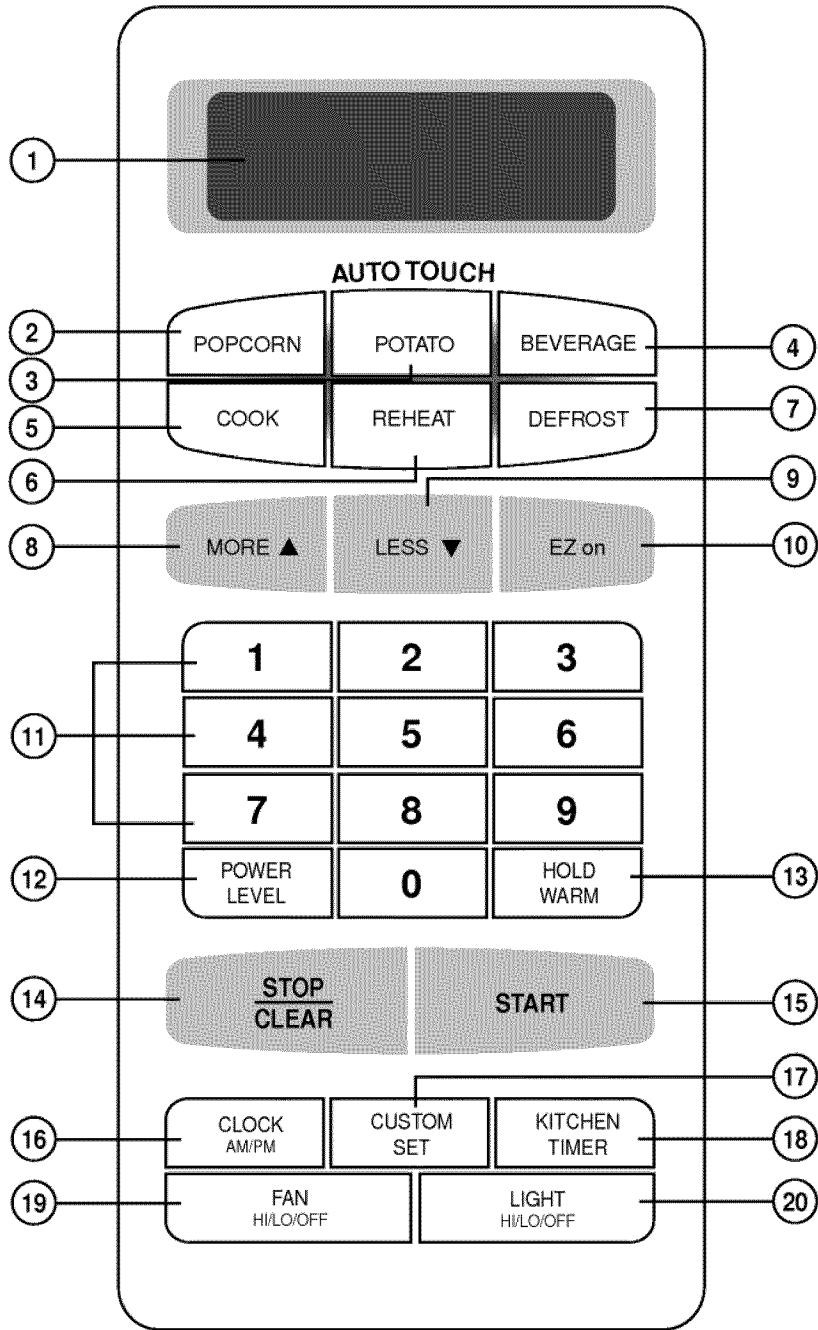 1
AUTO TOUCH
2
POPCORN
POTATO
BEVERAGE
4
3
5
COOK
REHEAT
DEFROST
7
6
9
8
MORE ▲
LESS ▼
EZ on
10
1
2
3
11
4
5
6
7
8
9
12
POWER
LEVEL
0
HOLD
WARM
13
14
STOP
CLEAR
START
15
17
16
CLOCK
AM/PM
CUSTOM
SET
KITCHEN
TIMER
18
19
FAN
HI/LO/OFF
LIGHT
HI/LO/OFF
20